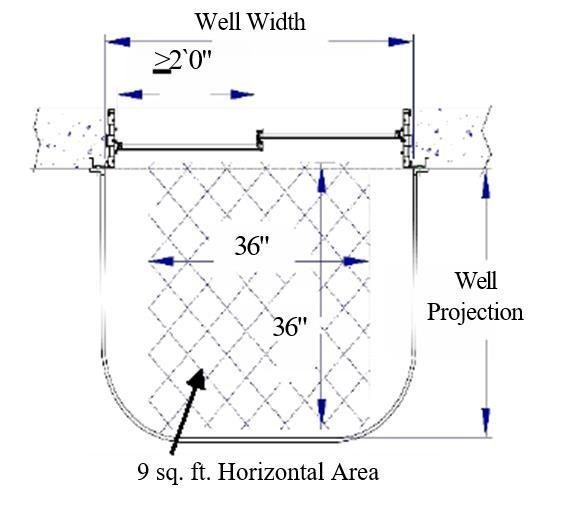 Well Width
≥2`0"
36"
36"
Well
Projection
9 sq. ft. Horizontal Area